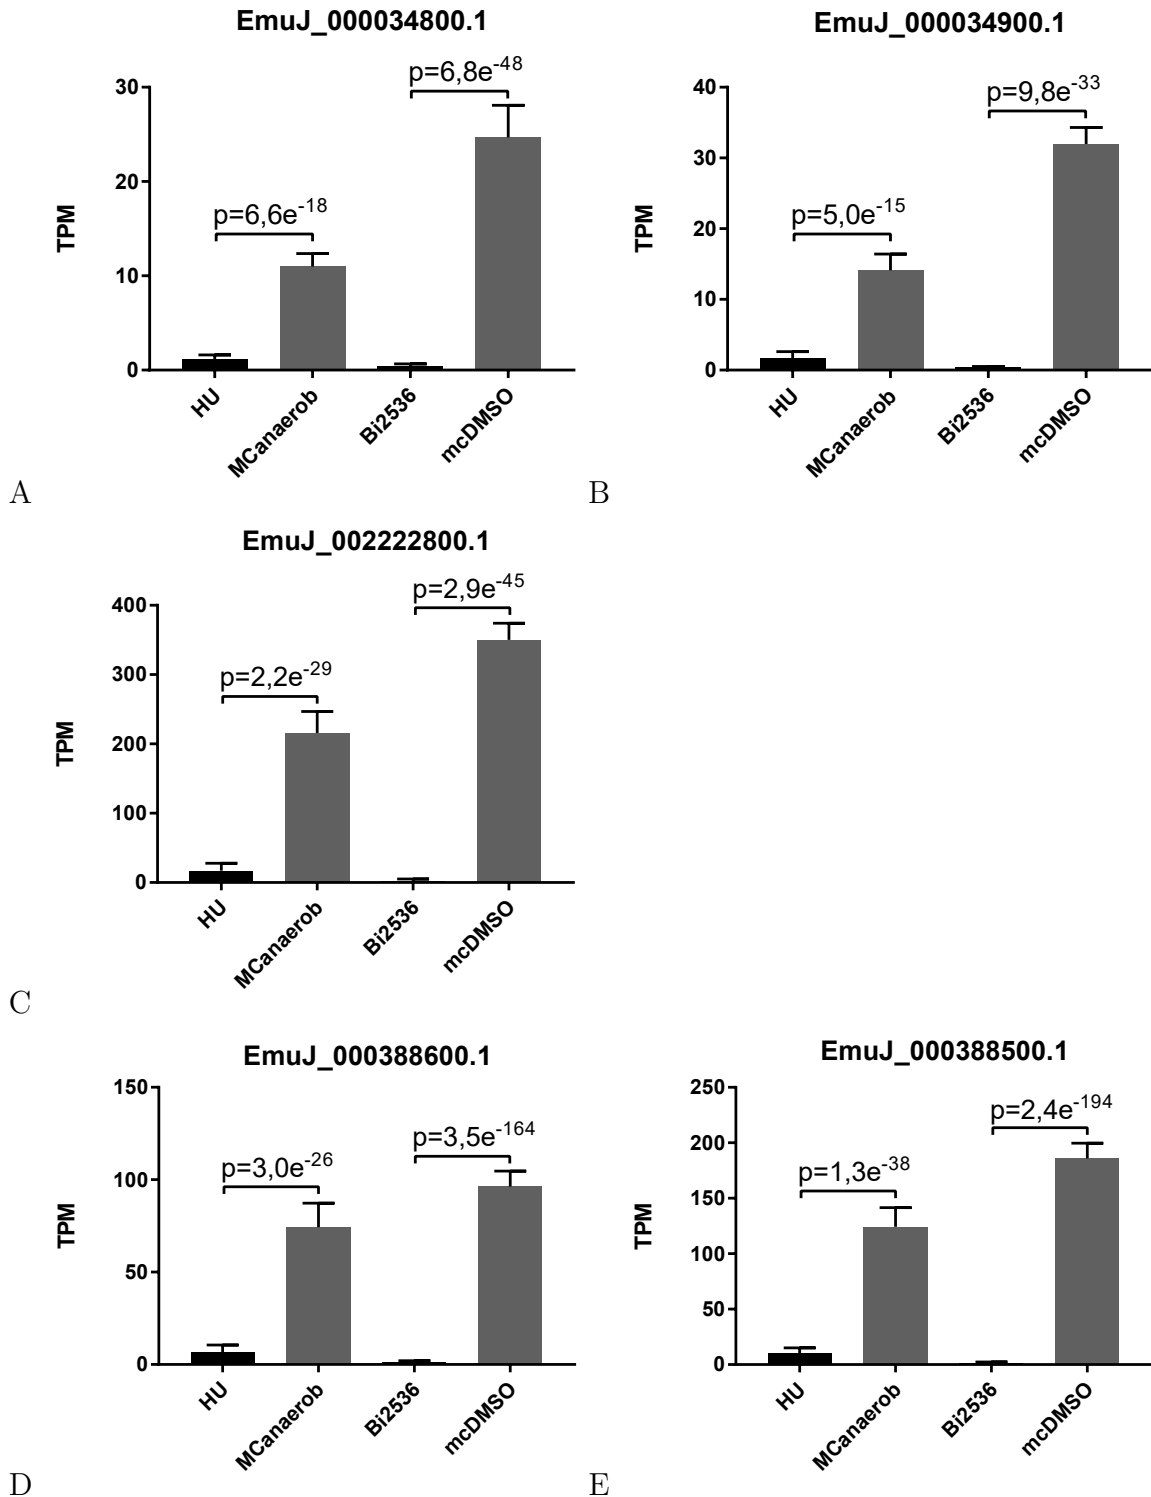 EmuJ_000034800.1
p=6,8e-48
p=6,6e-18
30
20
10
0
TPM
HU
MCanaerob
Bi2536
mcDMSO
A
EmuJ_000034900.1
p=9,8e-33
p=5,0e-15
40
30
20
10
0
TPM
HU
MCanaerob
Bi2536
mcDMSO
B
EmuJ_002222800.1
p=2,9e-45
p=2,2e-29
400
300
200
100
0
TPM
HU
MCanaerob
Bi2536
mcDMSO
C
EmuJ_000388600.1
p=3,5e-164
p=3,0e-26
150
100
50
0
TPM
HU
MCanaerob
Bi2536
mcDMSO
D
EmuJ_000388500.1
p=2,4e-194
p=1,3e-38
250
200
150
100
50
0
TPM
HU
MCanaerob
Bi2536
mcDMSO
E